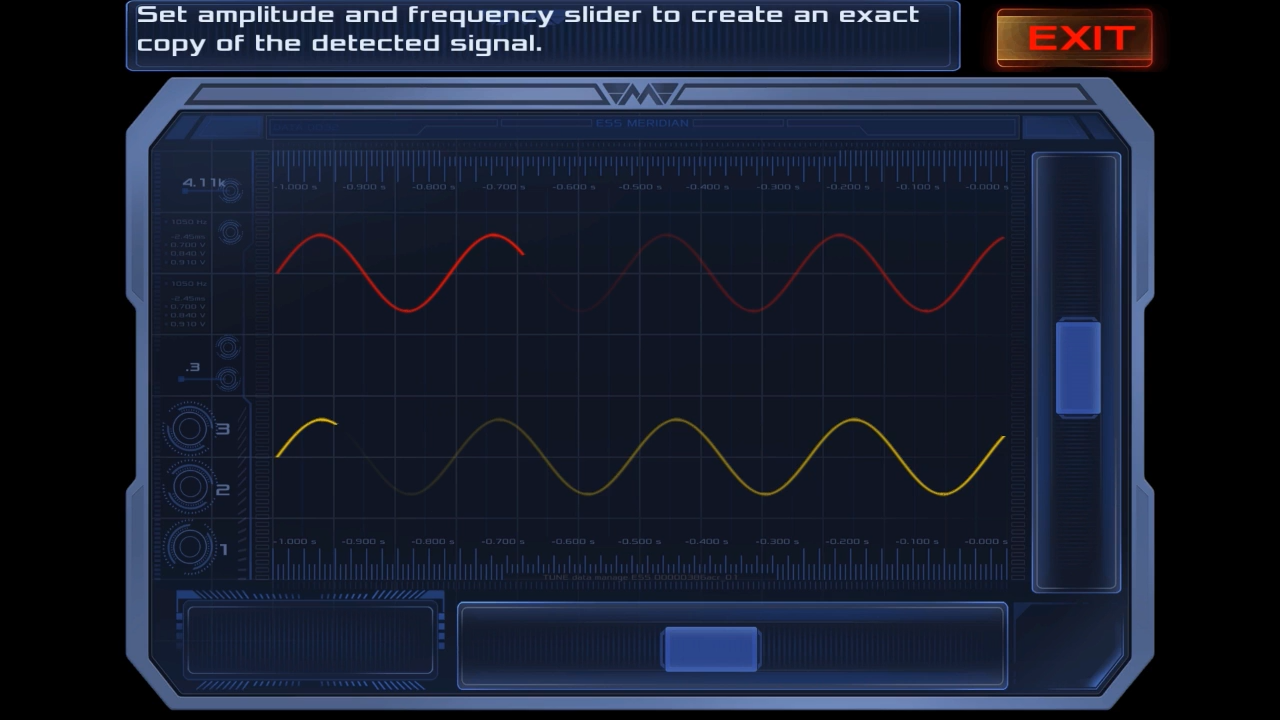 Set amplitude and frequency slider to create an exact
copy of the detected signal.
EXIT
ESS MERIDIAN
4.11k
-1.000 s -0.900 s -0.800 s -0.700 s -0.600 s -0.500 s -0.400 s -0.300 s -0.200 s -0.100 s -0.000 s
.3
3
2
1
-1.000 s -0.900 s -0.800 s -0.700 s -0.600 s -0.500 s -0.400 s -0.300 s -0.200 s -0.100 s -0.000 s